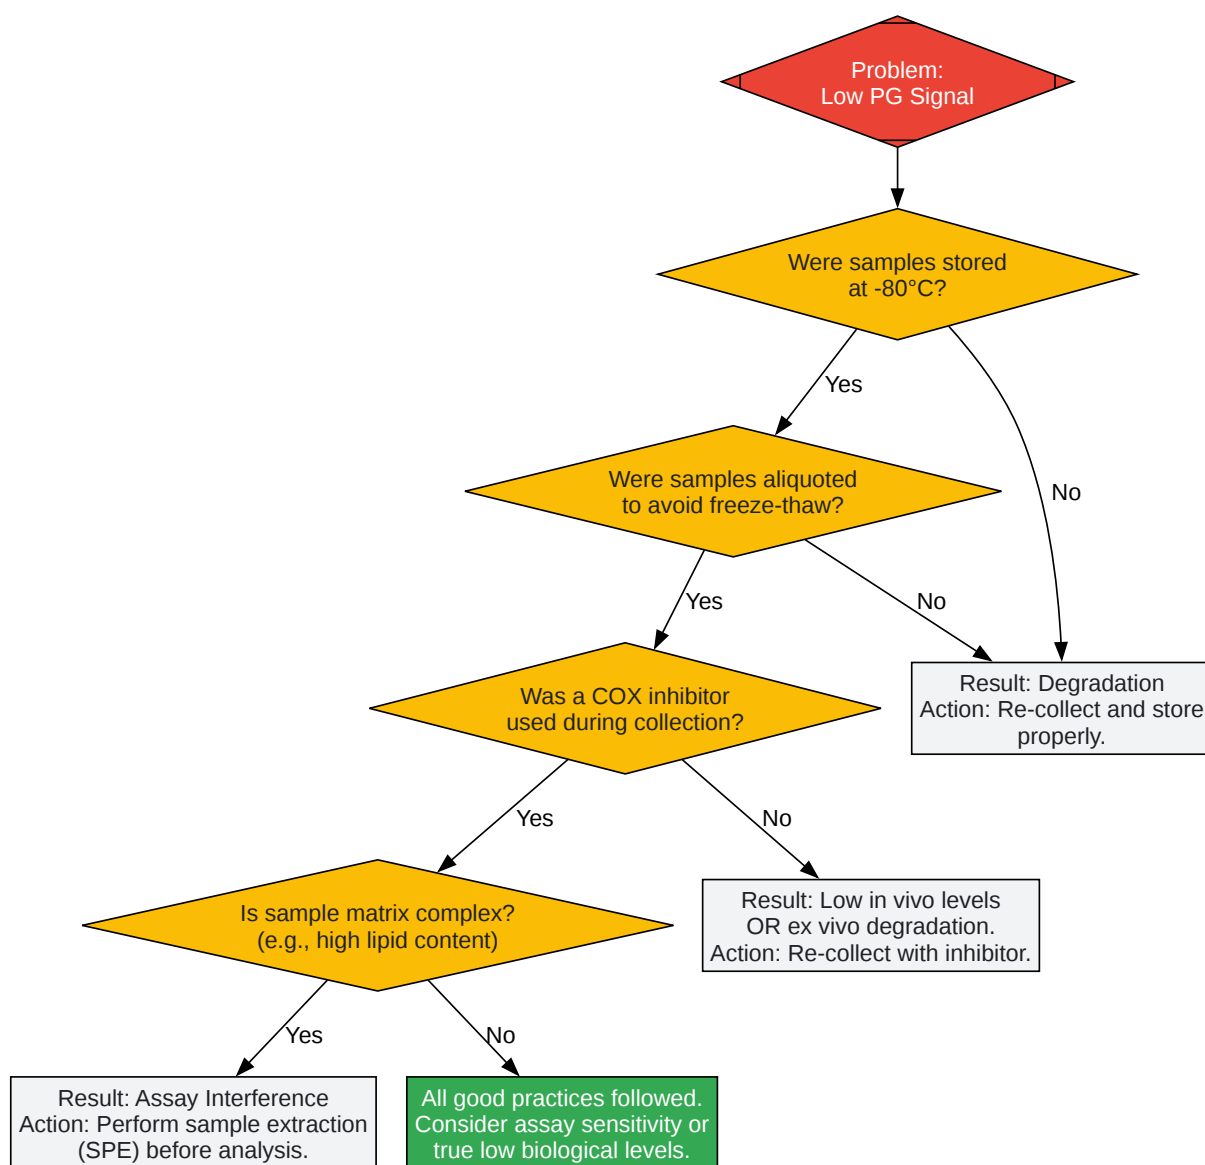 Problem:
Low PG Signal
Were samples stored
at -80°C?
Yes
No
Were samples aliquoted
to avoid freeze-thaw?
Yes
No
Was a COX inhibitor
used during collection?
Result: Degradation
Action: Re-collect and store
properly.
Yes
No
Is sample matrix complex?
(e.g., high lipid content)
Result: Low in vivo levels
OR ex vivo degradation.
Action: Re-collect with inhibitor.
Yes
No
Result: Assay Interference
Action: Perform sample extraction
(SPE) before analysis.
All good practices followed.
Consider assay sensitivity or
true low biological levels.